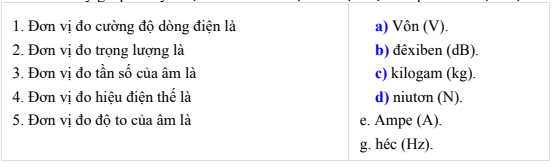 1. Đơn vị đo cường độ dòng điện là
2. Đơn vị đo trọng lượng là
3. Đơn vị đo tần số của âm là
4. Đơn vị đo hiệu điện thế là
5. Đơn vị đo độ to của âm là
a) Vôn (V).
b) đêxiben (dB).
c) kilogam (kg).
d) niutơn (N).
e. Ampe (A).
g. héc (Hz).